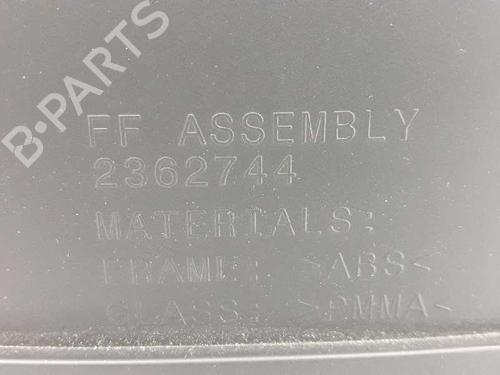 B-PARTS
FF ASSEMBLY
2362744
MATERIALS:
FRAME: >ABS<
GLASS: >PMMA<